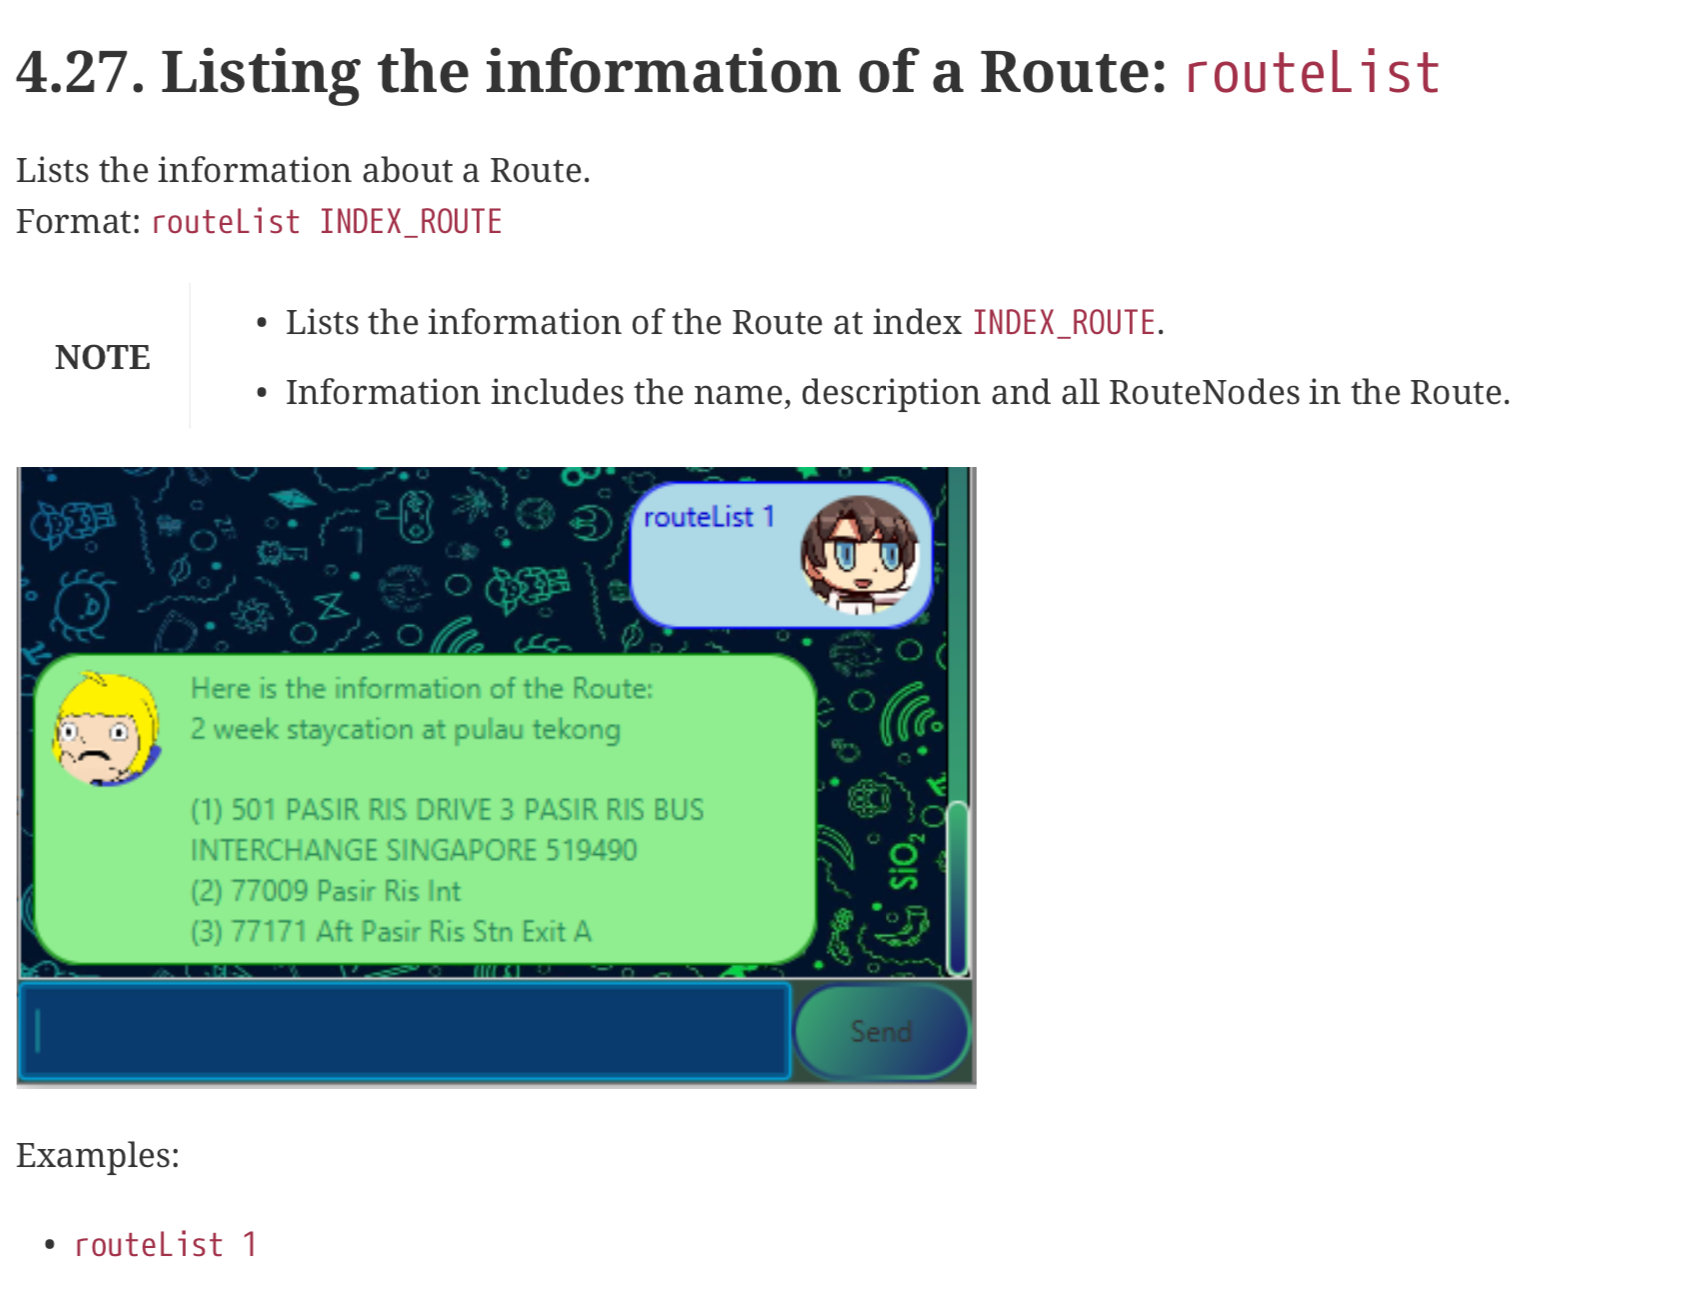 4.27. Listing the information of a Route: routeList
Lists the information about a Route.
Format: routeList INDEX_ROUTE
NOTE
• Lists the information of the Route at index INDEX_ROUTE.
• Information includes the name, description and all RouteNodes in the Route.
routeList 1
Here is the information of the Route:
2 week staycation at pulau tekong
(1) 501 PASIR RIS DRIVE 3 PASIR RIS BUS
INTERCHANGE SINGAPORE 519490
(2) 77009 Pasir Ris Int
(3) 77171 Aft Pasir Ris Stn Exit A
SiO2
Send
Examples:
• routeList 1